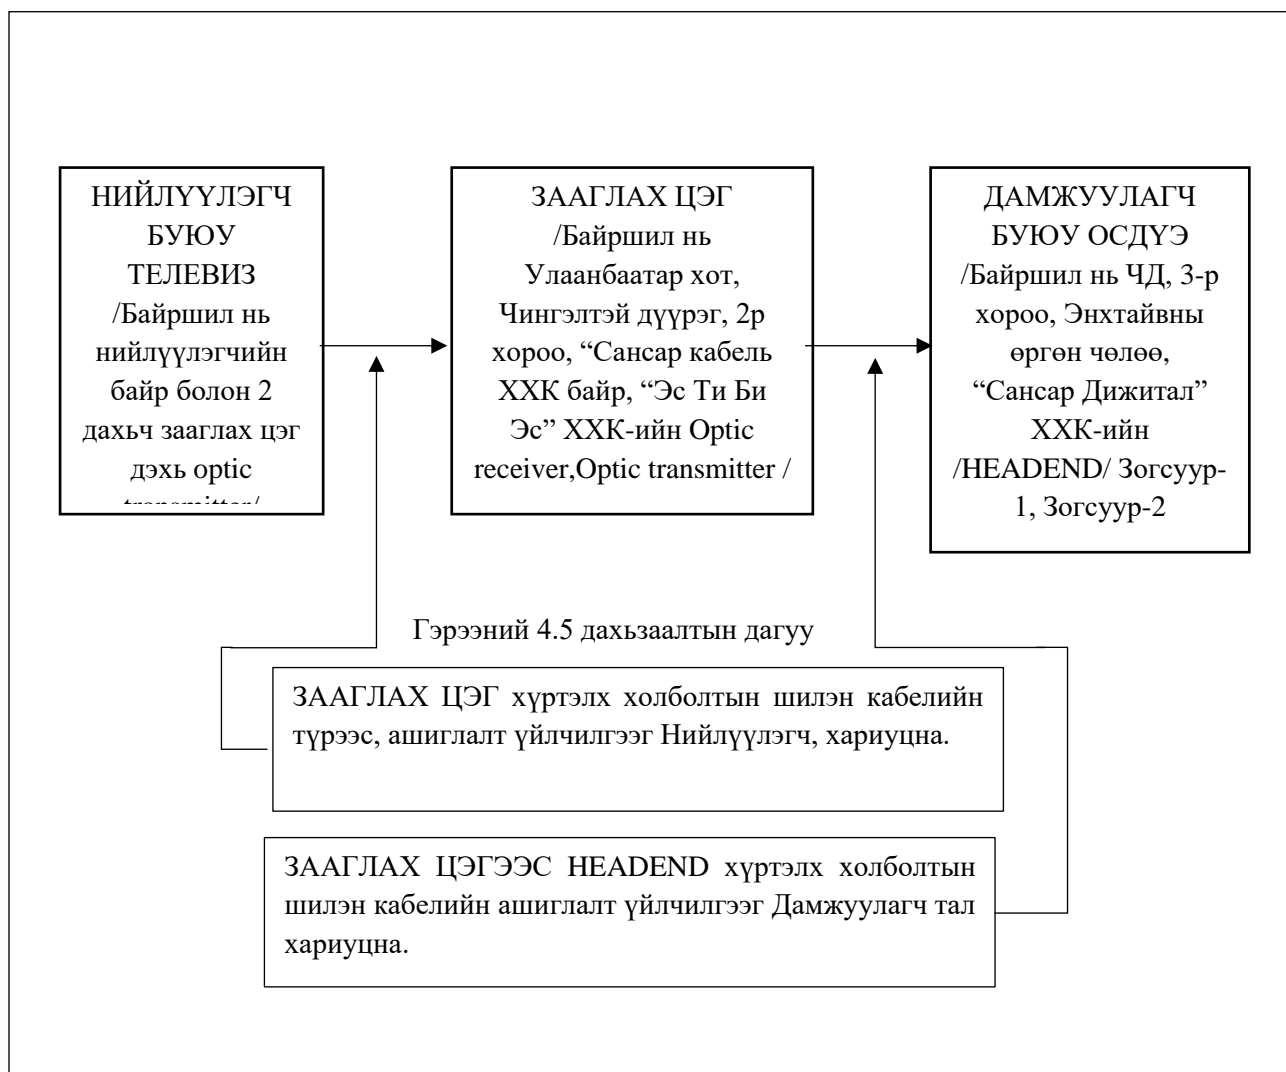 НИЙЛҮҮЛЭГЧ
БУЮУ
ТЕЛЕВИЗ
/Байршил нь
нийлүүлэгчийн
байр болон 2
дахьч зааглах цэг
дэхь optic
transmitter/
ЗААГЛАХ ЦЭГ
/Байршил нь
Улаанбаатар хот,
Чингэлтэй дүүрэг, 2р
хороо, “Сансар кабель
ХХК байр, “Эс Ти Би
Эс” ХХК-ийн Optic
receiver,Optic transmitter /
ДАМЖУУЛАГЧ
БУЮУ ОСДҮЭ
/Байршил нь ЧД, 3-р
хороо, Энхтайвны
өргөн чөлөө,
“Сансар Дижитал”
ХХК-ийн
/HEADEND/ Зогсуур-
1, Зогсуур-2
Гэрээний 4.5 дахьзаалтын дагуу
ЗААГЛАХ ЦЭГ хүртэлх холболтын шилэн кабелийн
түрээс, ашиглалт үйлчилгээг Нийлүүлэгч, хариуцна.
ЗААГЛАХ ЦЭГЭЭС HEADEND хүртэлх холболтын
шилэн кабелийн ашиглалт үйлчилгээг Дамжуулагч тал
хариуцна.